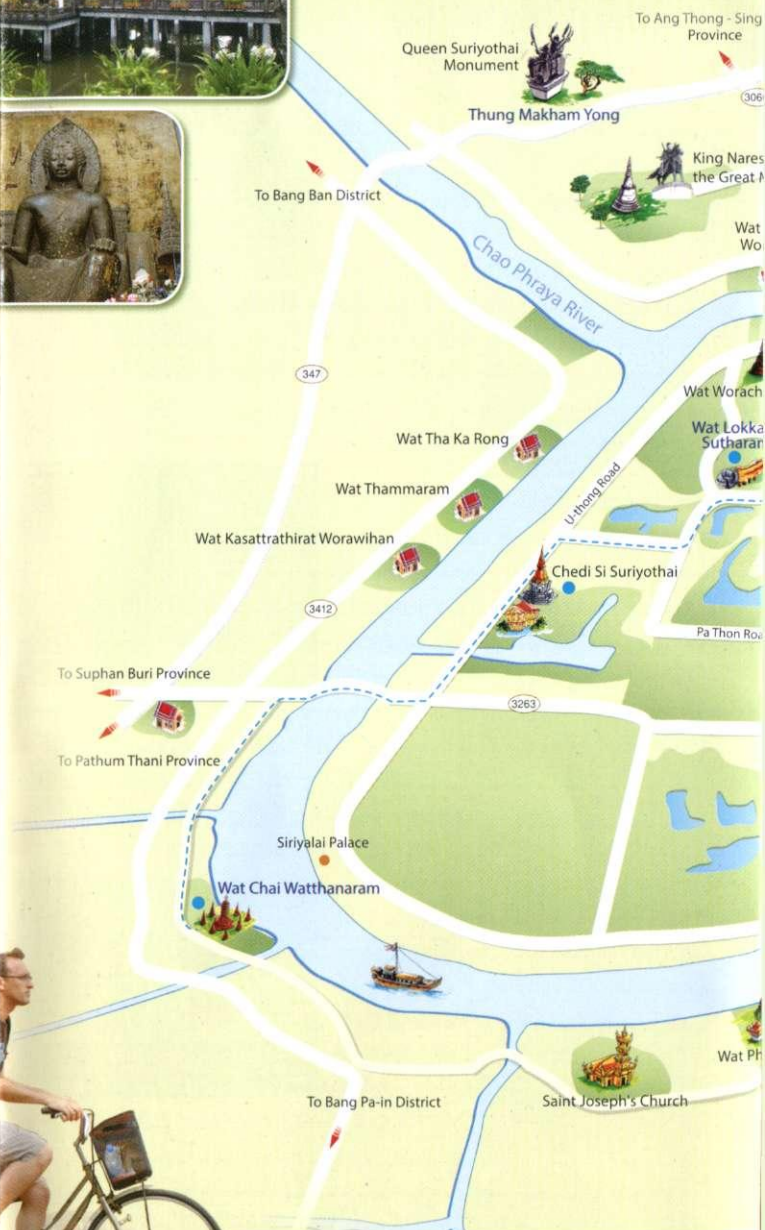 To Ang Thong - Sing
Province
Queen Suriyothai
Monument
306
Thung Makham Yong
King Nares
the Great
To Bang Ban District
Wat
Wo
Chao Phraya River
347
Wat Worach
Wat Lokka
Sutharar
Wat Tha Ka Rong
U-thong Road
Wat Thammaram
Wat Kasattrathirat Worawihan
Chedi Si Suriyothai
3412
Pa Thon Roa
To Suphan Buri Province
3263
To Pathum Thani Province
Siriyalai Palace
Wat Chai Watthanaram
Wat Ph
To Bang Pa-in District
Saint Joseph's Church